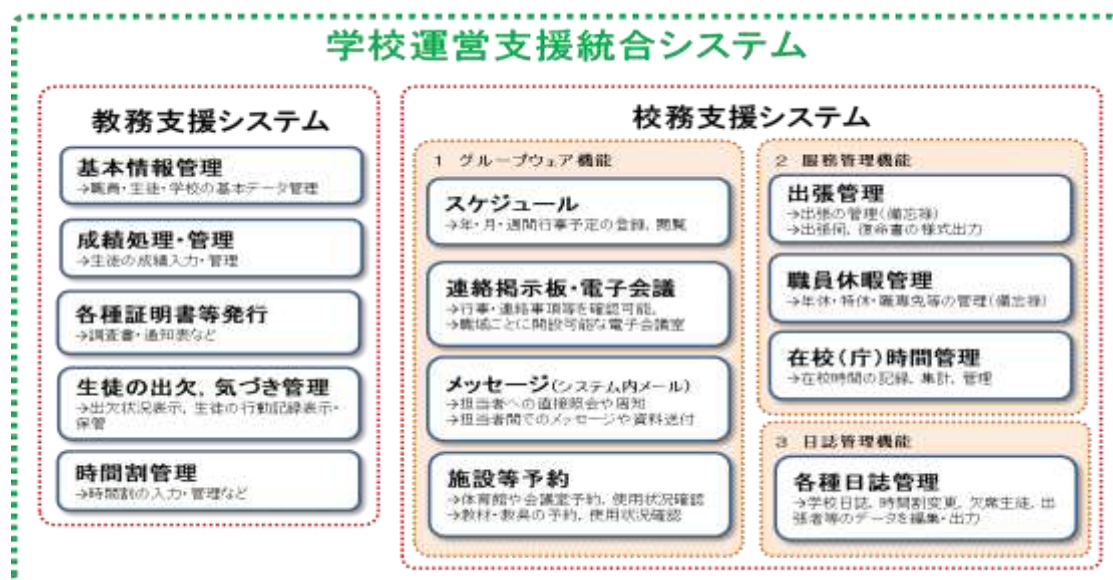 学校運営支援統合システム
教務支援システム
基本情報管理
→職員・生徒・学校の基本データ管理
成績処理・管理
→生徒の成績入力・管理
各種証明書等発行
→調査書・通知表など
生徒の出欠，気づき管理
→出欠状況表示，生徒の行動記録表示・
保管
時間割管理
→時間割の入力・管理など
校務支援システム
1 グループウェア機能
スケジュール
→年・月・週間行事予定の登録，閲覧
連絡掲示板・電子会議
→行事・連絡事項等を確認可能，
→職域ごとに開設可能な電子会議室
メッセージ(システム内メール)
→担当者への直接照会や周知
→担当者間でのメッセージや資料送付
施設等予約
→体育館や会議室予約，使用状況確認
→教材・教具の予約，使用状況確認
2 服務管理機能
出張管理
→出張の管理(備忘録)
→出張伺，復命書の様式出力
職員休暇管理
→年休・特休・職専免等の管理(備忘録)
在校(庁)時間管理
→在校時間の記録，集計，管理
3 日誌管理機能
各種日誌管理
→学校日誌，時間割変更，欠席生徒，出
張者等のデータを編集・出力